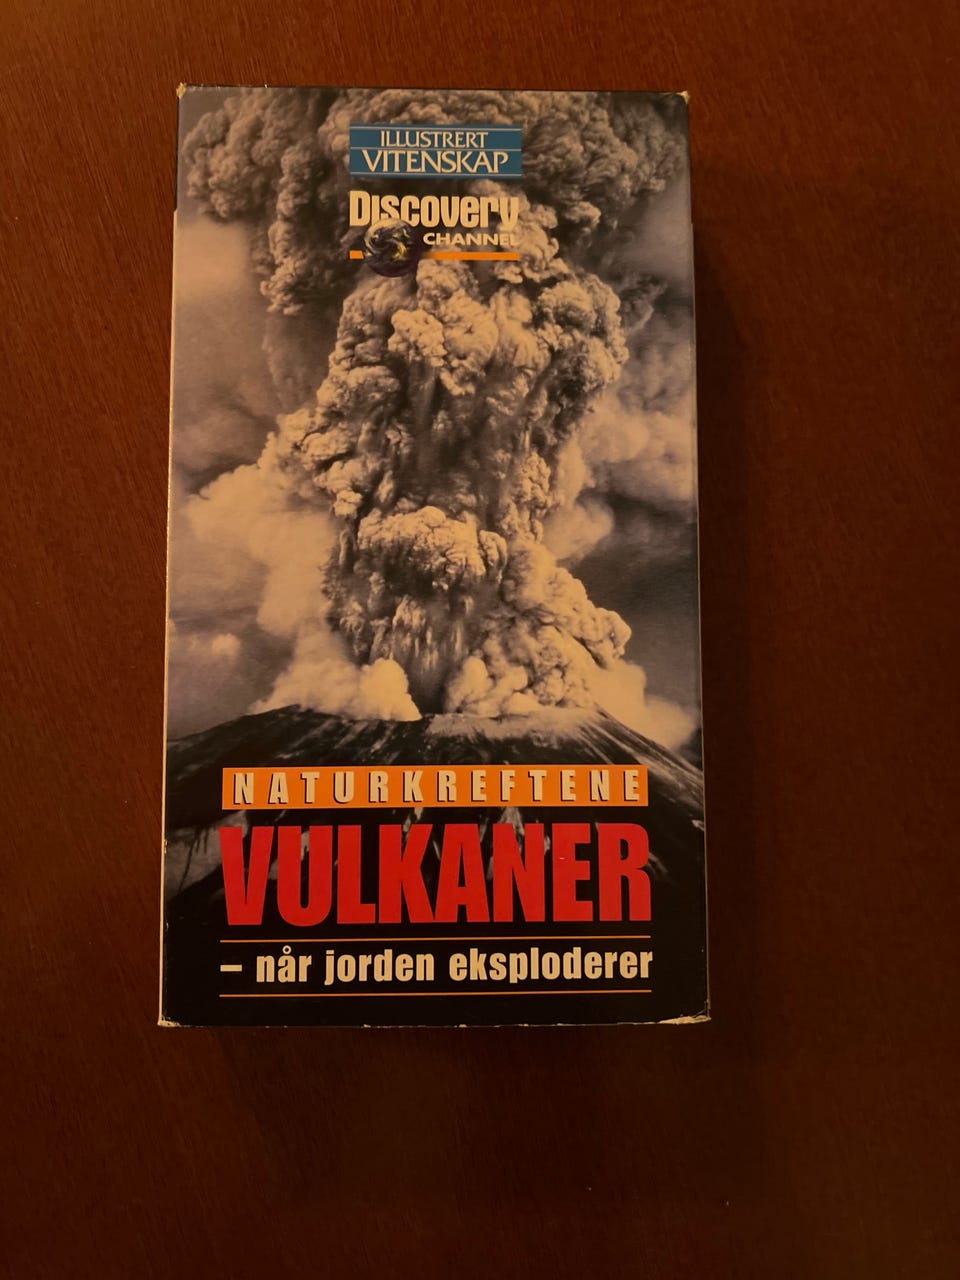 ILLUSTRERT
VITENSKAP
DISCOVERY
CHANNEL
NATURKREFTENE
VULKANER
– når jorden eksploderer